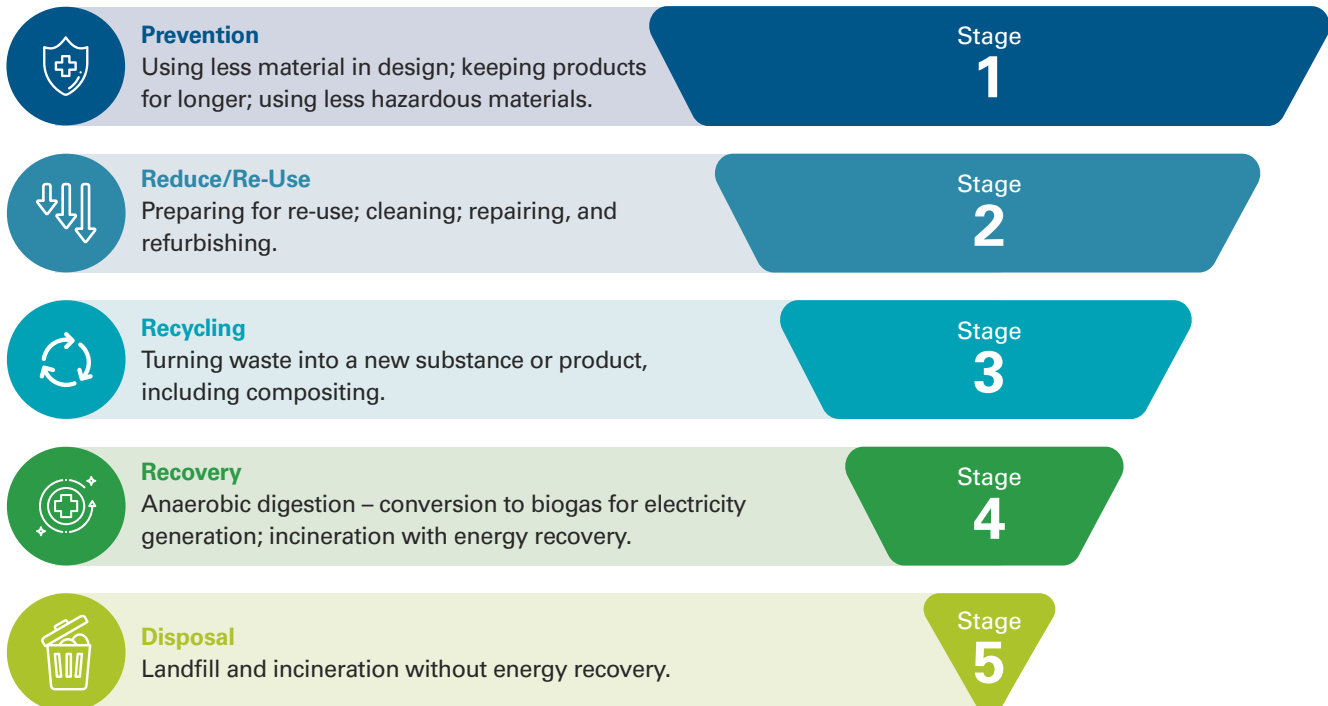 Prevention
Using less material in design; keeping products
for longer; using less hazardous materials.
Stage
1
Reduce/Re-Use
Preparing for re-use; cleaning; repairing, and
refurbishing.
Stage
2
Recycling
Turning waste into a new substance or product,
including compositing.
Stage
3
Recovery
Anaerobic digestion – conversion to biogas for electricity
generation; incineration with energy recovery.
Stage
4
Disposal
Landfill and incineration without energy recovery.
Stage
5